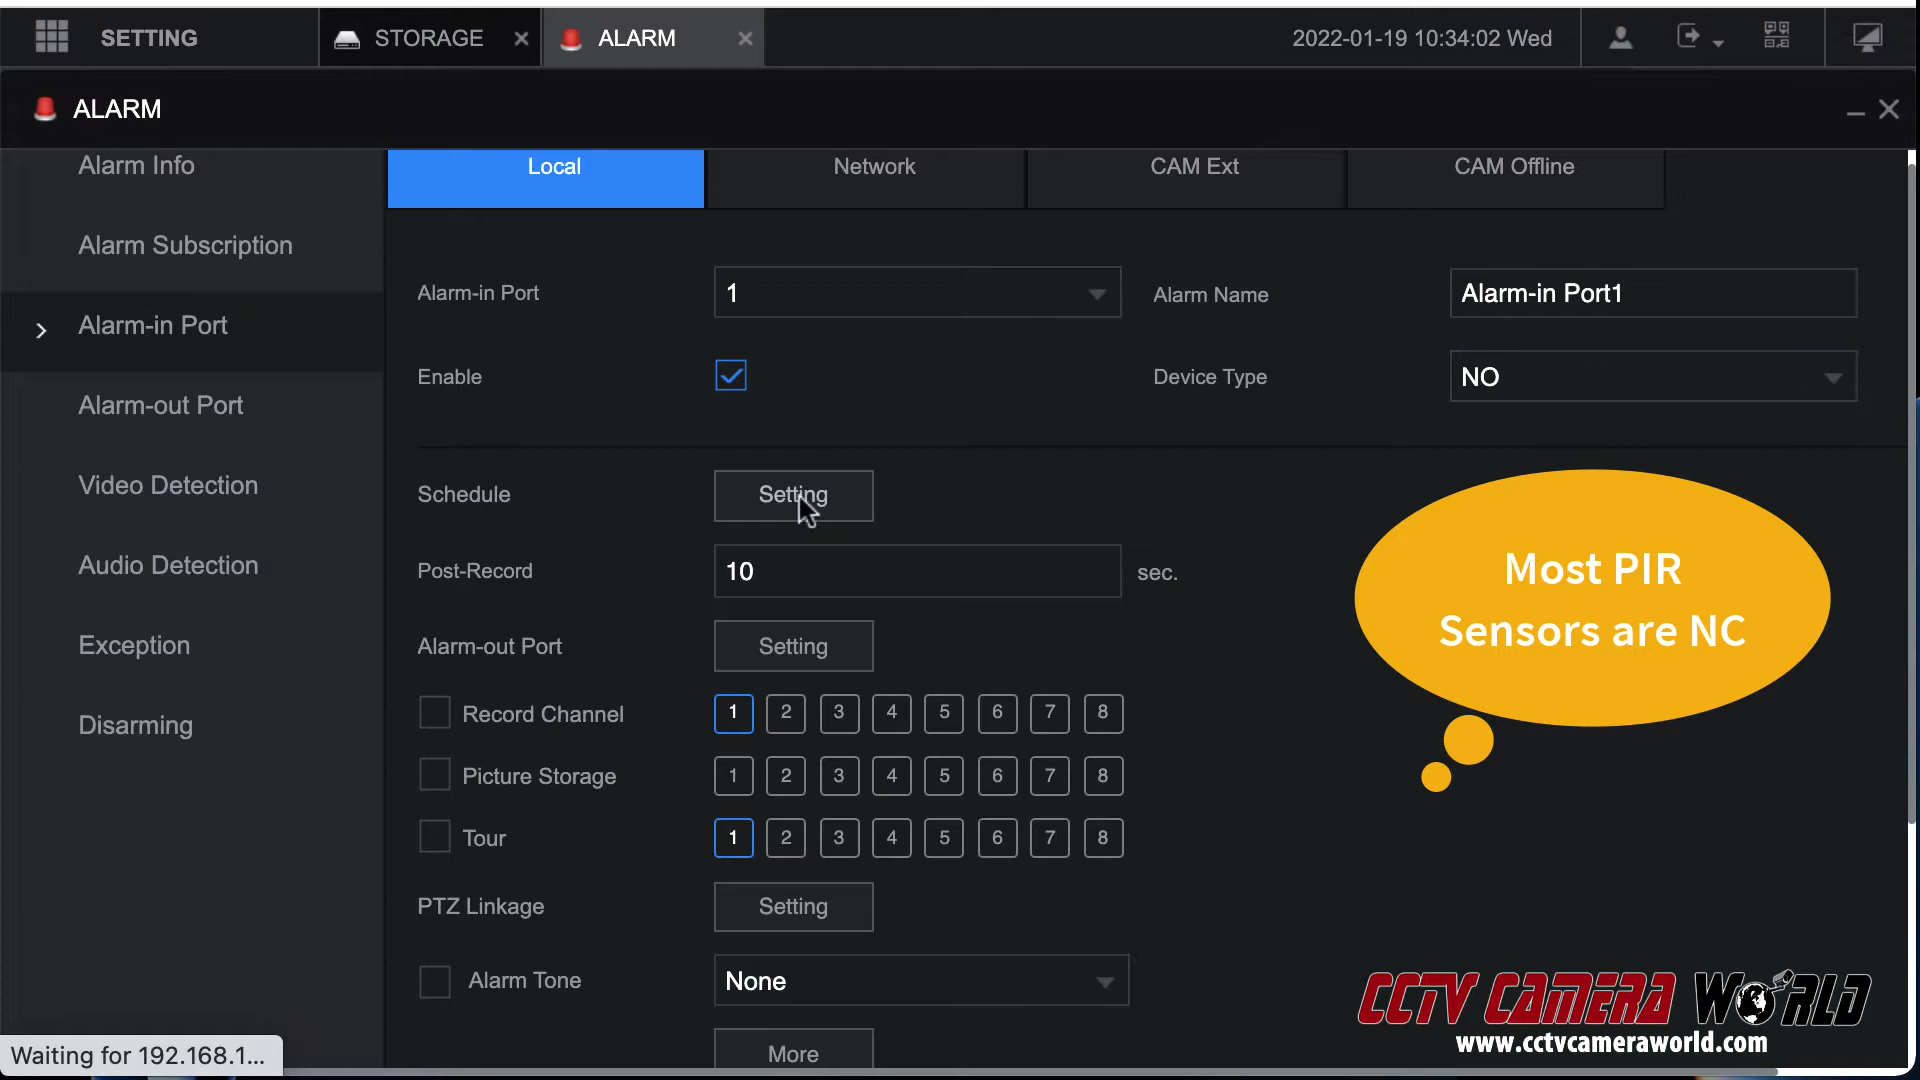 SETTING
STORAGE
ALARM
2022-01-19 10:34:02 Wed
ALARM
Alarm Info
Alarm Subscription
Alarm-in Port
Alarm-out Port
Video Detection
Audio Detection
Exception
Disarming
Local
Network
CAM Ext
CAM Offline
Alarm-in Port
1
Alarm Name
Alarm-in Port1
Enable
Device Type
NO
Schedule
Setting
Post-Record
10
sec.
Alarm-out Port
Setting
Record Channel
1 2 3 4 5 6 7 8
Picture Storage
1 2 3 4 5 6 7 8
Tour
1 2 3 4 5 6 7 8
PTZ Linkage
Setting
Alarm Tone
None
More
Most PIR
Sensors are NC
CCTV CAMERA WORLD
www.cctvcameraworld.com
Waiting for 192.168.1...